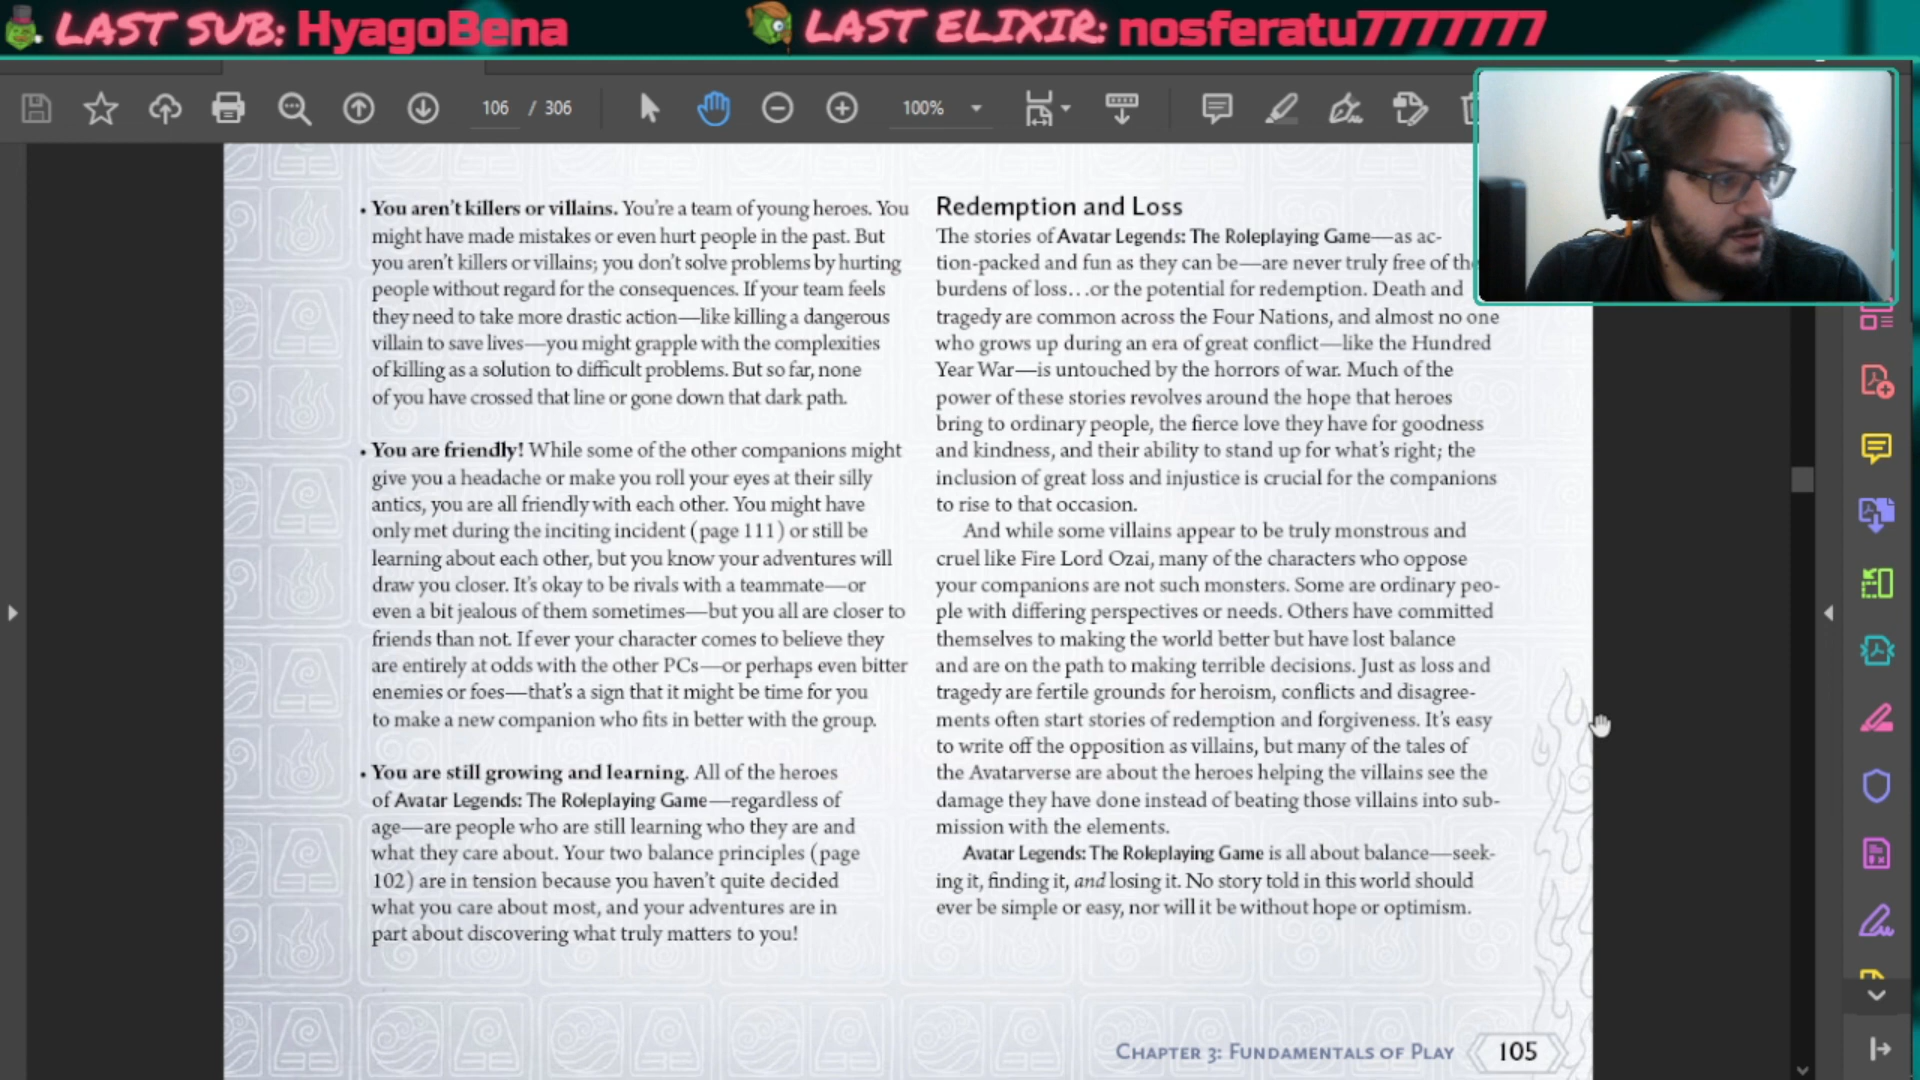 LAST SUB: HyagoBena
LAST ELIXIR: nosferatu7777777
106 / 306
100%
• You aren't killers or villains. You're a team of young heroes. You
might have made mistakes or even hurt people in the past. But
you aren't killers or villains; you don't solve problems by hurting
people without regard for the consequences. If your team feels
they need to take more drastic action—like killing a dangerous
villain to save lives—you might grapple with the complexities
of killing as a solution to difficult problems. But so far, none
of you have crossed that line or gone down that dark path.
• You are friendly! While some of the other companions might
give you a headache or make you roll your eyes at their silly
antics, you are all friendly with each other. You might have
only met during the inciting incident (page 111) or still be
learning about each other, but you know your adventures will
draw you closer. It's okay to be rivals with a teammate—or
even a bit jealous of them sometimes—but you all are closer to
friends than not. If ever your character comes to believe they
are entirely at odds with the other PCs—or perhaps even bitter
enemies or foes—that's a sign that it might be time for you
to make a new companion who fits in better with the group.
• You are still growing and learning. All of the heroes
of Avatar Legends: The Roleplaying Game—regardless of
age—are people who are still learning who they are and
what they care about. Your two balance principles (page
102) are in tension because you haven't quite decided
what you care about most, and your adventures are in
part about discovering what truly matters to you!
Redemption and Loss
The stories of Avatar Legends: The Roleplaying Game—as ac-
tion-packed and fun as they can be—are never truly free of the
burdens of loss...or the potential for redemption. Death and
tragedy are common across the Four Nations, and almost no one
who grows up during an era of great conflict—like the Hundred
Year War—is untouched by the horrors of war. Much of the
power of these stories revolves around the hope that heroes
bring to ordinary people, the fierce love they have for goodness
and kindness, and their ability to stand up for what's right; the
inclusion of great loss and injustice is crucial for the companions
to rise to that occasion.
And while some villains appear to be truly monstrous and
cruel like Fire Lord Ozai, many of the characters who oppose
your companions are not such monsters. Some are ordinary peo-
ple with differing perspectives or needs. Others have committed
themselves to making the world better but have lost balance
and are on the path to making terrible decisions. Just as loss and
tragedy are fertile grounds for heroism, conflicts and disagree-
ments often start stories of redemption and forgiveness. It's easy
to write off the opposition as villains, but many of the tales of
the Avatarverse are about the heroes helping the villains see the
damage they have done instead of beating those villains into sub-
mission with the elements.
Avatar Legends: The Roleplaying Game is all about balance—seek-
ing it, finding it, and losing it. No story told in this world should
ever be simple or easy, nor will it be without hope or optimism.
CHAPTER 3: FUNDAMENTALS OF PLAY 105